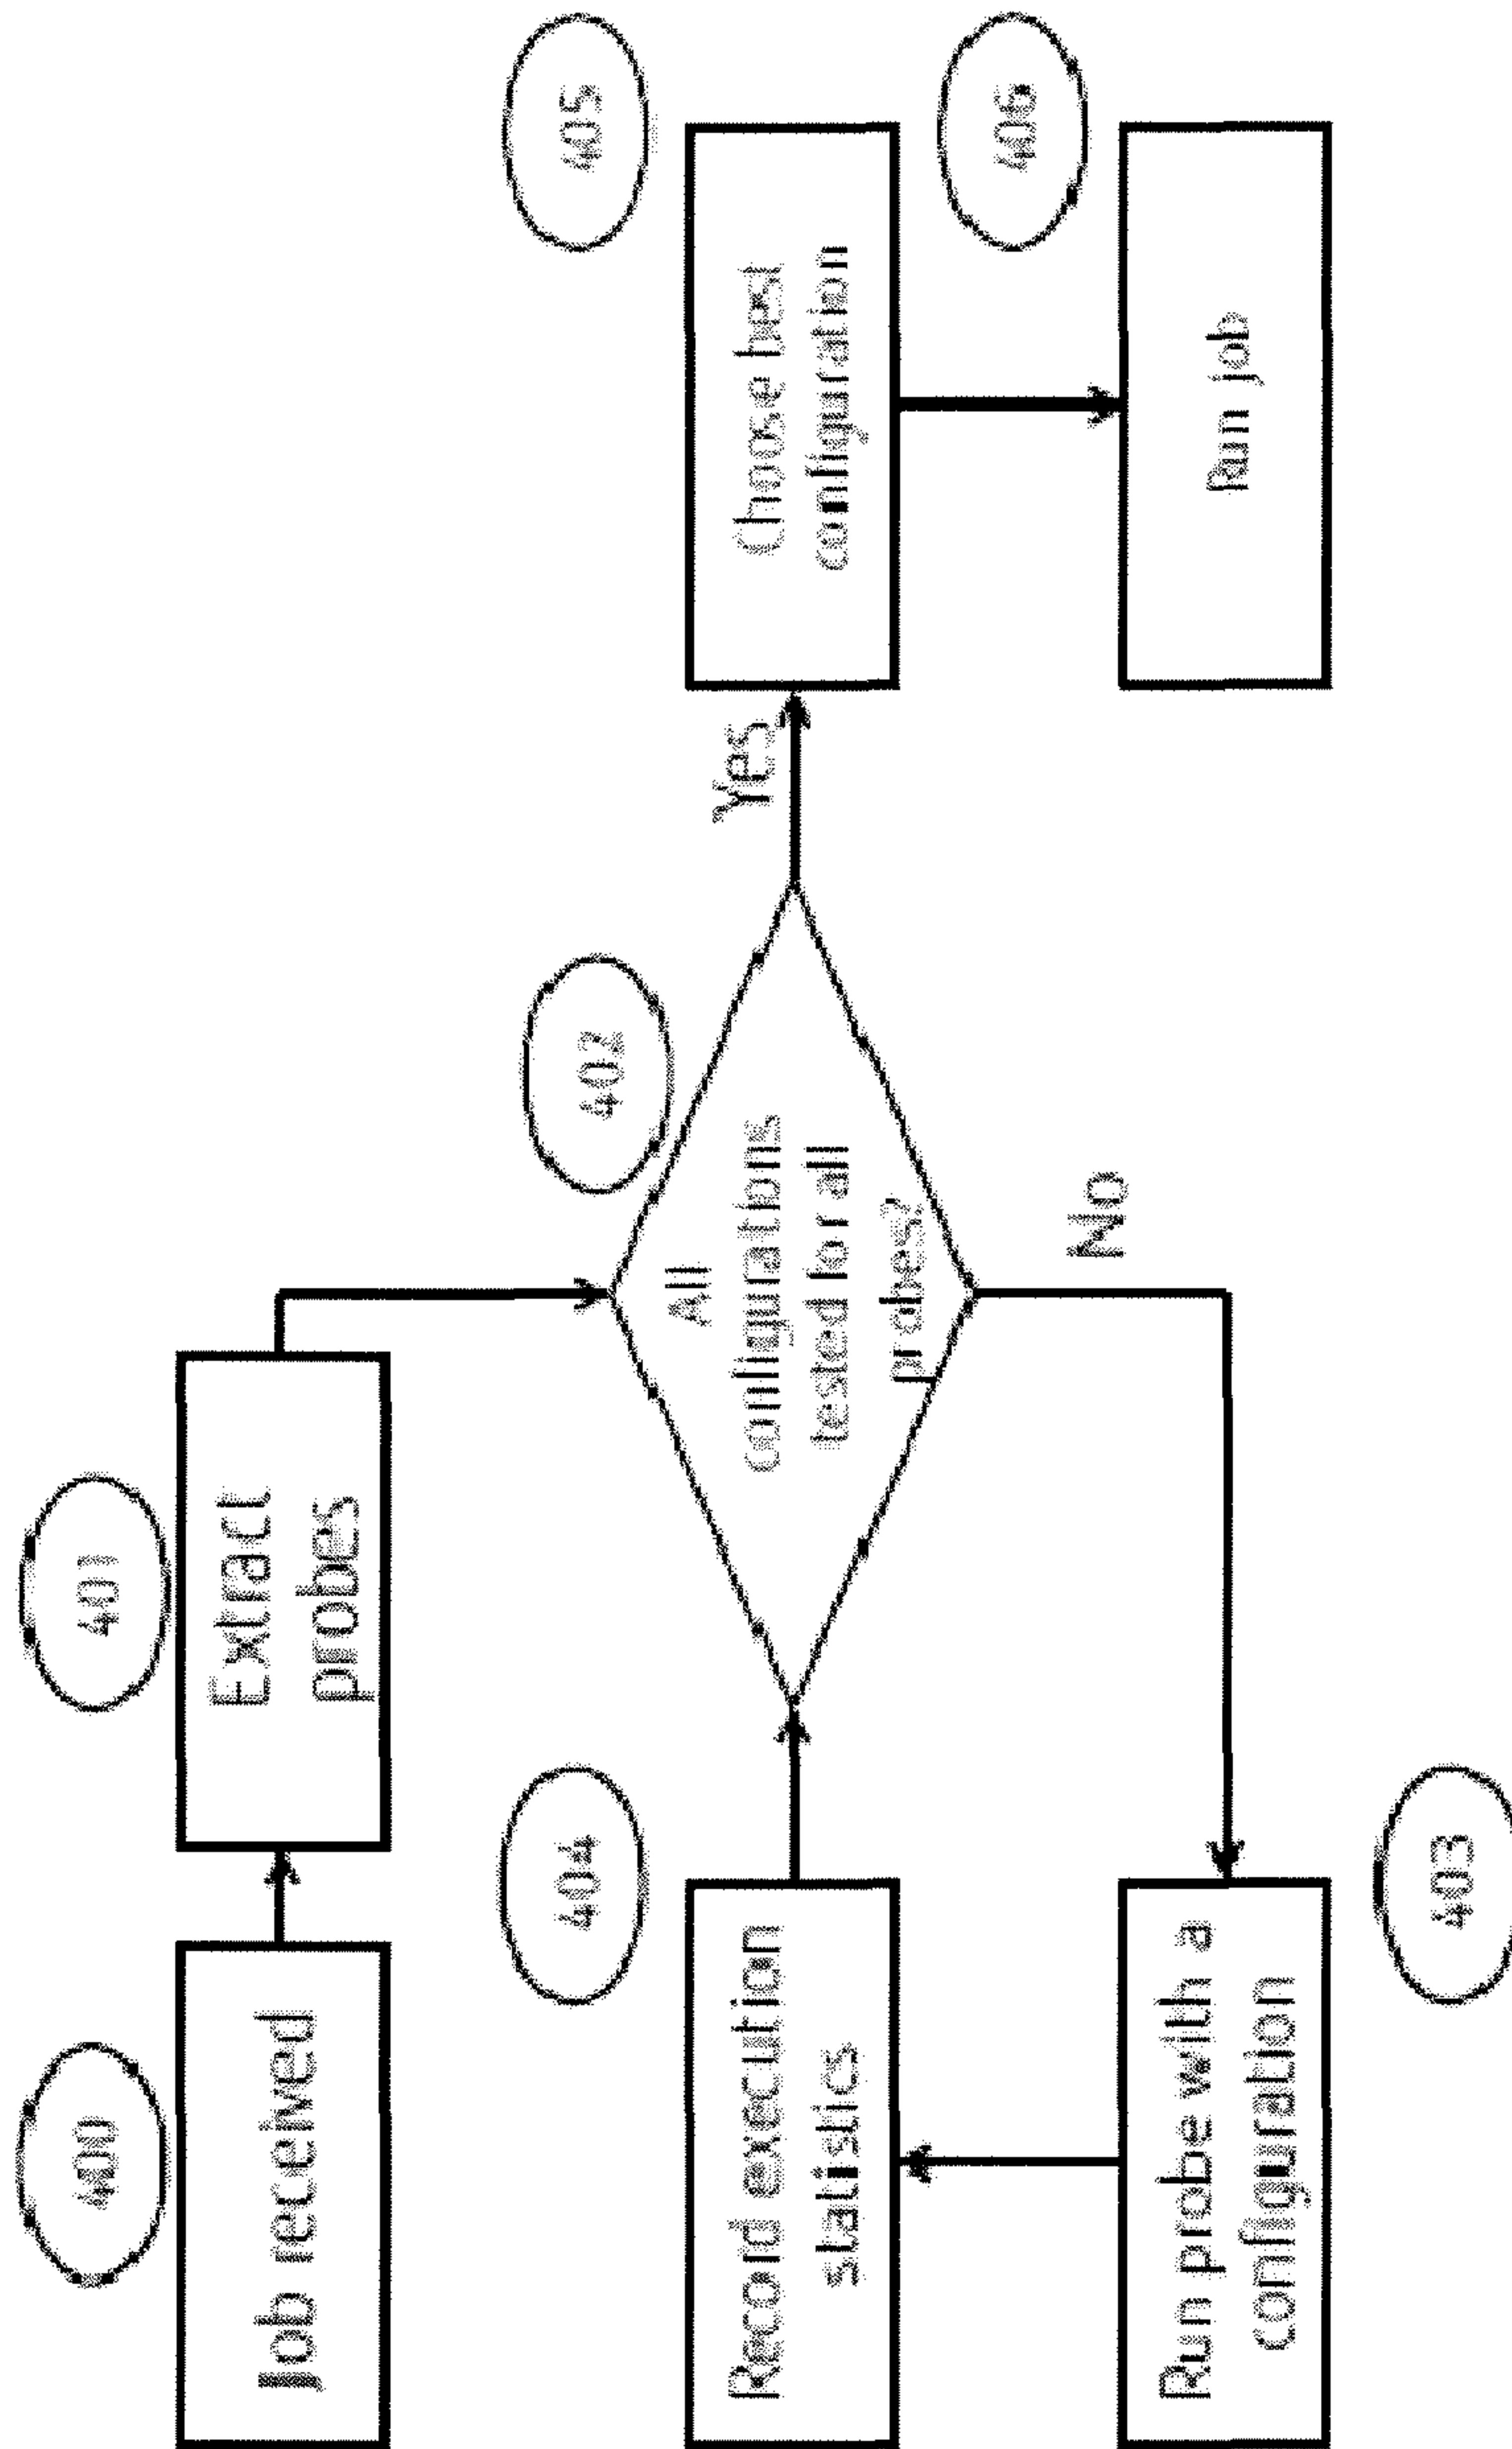 400
Job received
401
Extract
probes
402
All
configurations
tested for all
probes?
Yes
No
403
Run probe with a
configuration
404
Record execution
statistics
405
Choose best
configuration
406
Run job